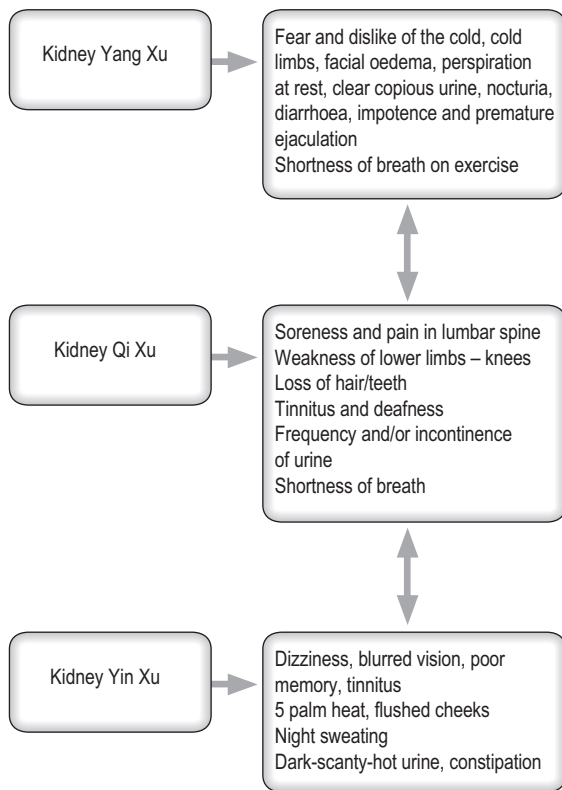 Kidney Yang Xu
Fear and dislike of the cold, cold
limbs, facial oedema, perspiration
at rest, clear copious urine, nocturia,
diarrhoea, impotence and premature
ejaculation
Shortness of breath on exercise
Kidney Qi Xu
Soreness and pain in lumbar spine
Weakness of lower limbs – knees
Loss of hair/teeth
Tinnitus and deafness
Frequency and/or incontinence
of urine
Shortness of breath
Kidney Yin Xu
Dizziness, blurred vision, poor
memory, tinnitus
5 palm heat, flushed cheeks
Night sweating
Dark-scanty-hot urine, constipation